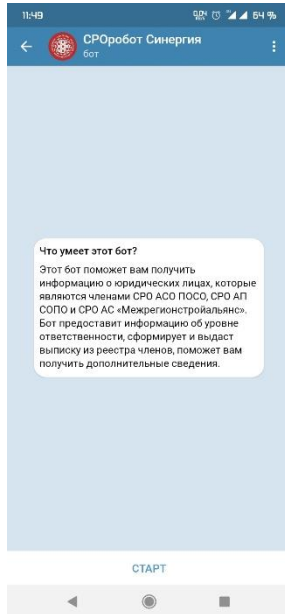 11:49
64 %
СРОробот Синергия
бот
Что умеет этот бот?
Этот бот поможет вам получить
информацию о юридических лицах, которые
являются членами СРО АСО ПОСО, СРО АП
СОПО и СРО АС «Межрегионстройальянс».
Бот предоставит информацию об уровне
ответственности, сформирует и выдаст
выписку из реестра членов, поможет вам
получить дополнительные сведения.
СТАРТ